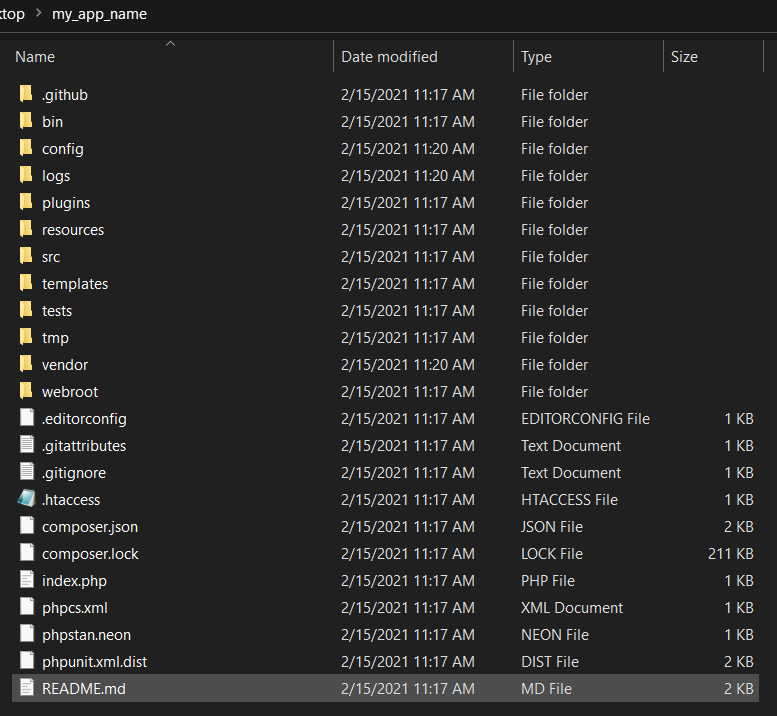 ktop > my_app_name
Name Date modified Type Size
.github 2/15/2021 11:17 AM File folder
bin 2/15/2021 11:17 AM File folder
config 2/15/2021 11:20 AM File folder
logs 2/15/2021 11:20 AM File folder
plugins 2/15/2021 11:17 AM File folder
resources 2/15/2021 11:17 AM File folder
src 2/15/2021 11:17 AM File folder
templates 2/15/2021 11:17 AM File folder
tests 2/15/2021 11:17 AM File folder
tmp 2/15/2021 11:17 AM File folder
vendor 2/15/2021 11:20 AM File folder
webroot 2/15/2021 11:17 AM File folder
.editorconfig 2/15/2021 11:17 AM EDITORCONFIG File 1 KB
.gitattributes 2/15/2021 11:17 AM Text Document 1 KB
.gitignore 2/15/2021 11:17 AM Text Document 1 KB
.htaccess 2/15/2021 11:17 AM HTACCESS File 1 KB
composer.json 2/15/2021 11:17 AM JSON File 2 KB
composer.lock 2/15/2021 11:17 AM LOCK File 211 KB
index.php 2/15/2021 11:17 AM PHP File 1 KB
phpcs.xml 2/15/2021 11:17 AM XML Document 1 KB
phpstan.neon 2/15/2021 11:17 AM NEON File 1 KB
phpunit.xml.dist 2/15/2021 11:17 AM DIST File 2 KB
README.md 2/15/2021 11:17 AM MD File 2 KB